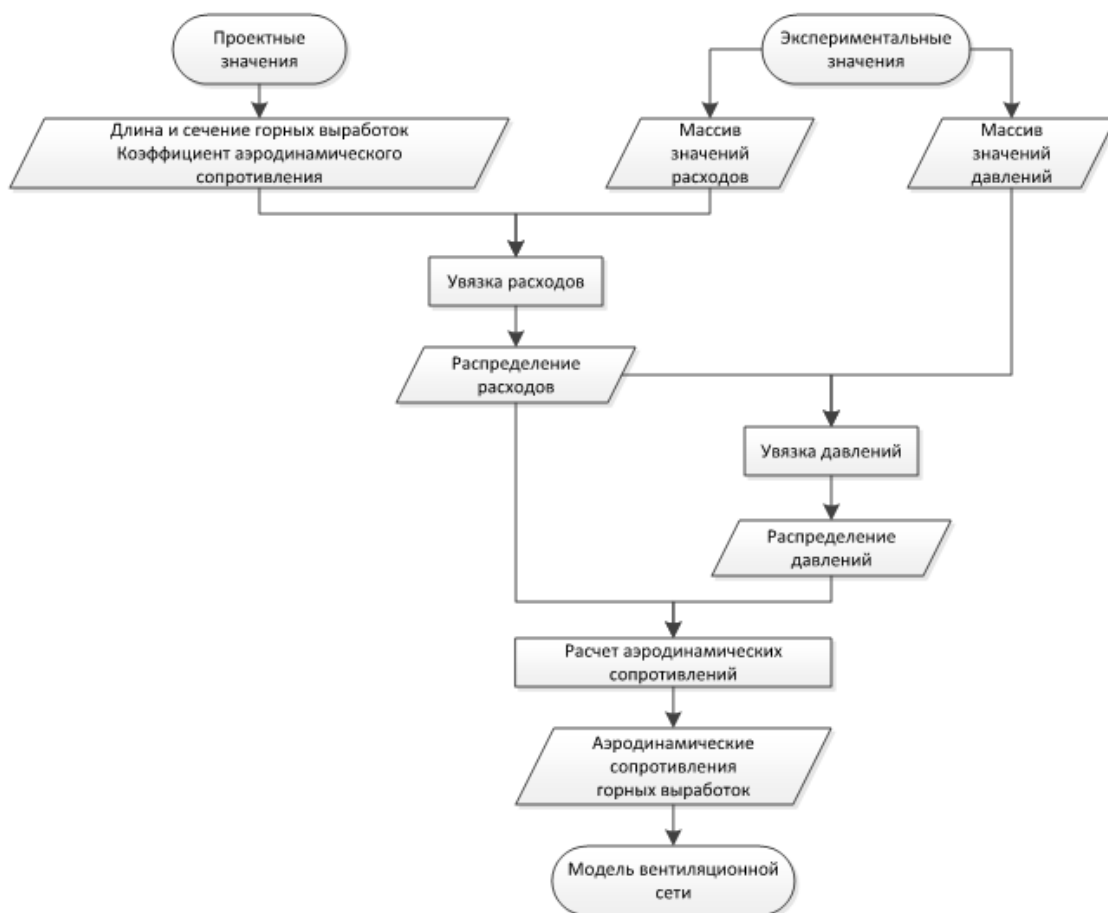 Проектные
значения
Экспериментальные
значения
Длина и сечение горных выработок
Коэффициент аэродинамического
сопротивления
Массив
значений
расходов
Массив
значений
давлений
Увязка расходов
Распределение
расходов
Увязка давлений
Распределение
давлений
Расчет аэродинамических
сопротивлений
Аэродинамические
сопротивления
горных выработок
Модель вентиляционной
сети